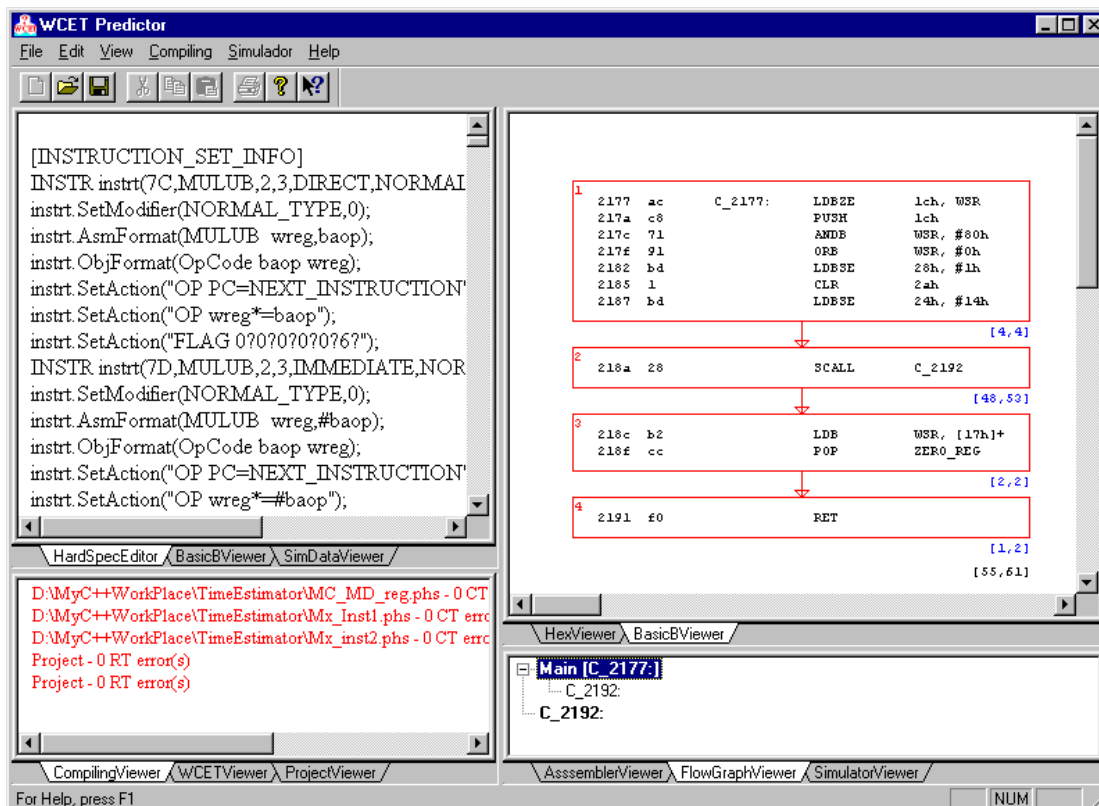 WCET Predictor
File Edit View Compiling Simulador Help
[INSTRUCTION_SET_INFO]
INSTR instrt(7C,MULUB,2,3,DIRECT,NORMAL
instrt.SetModifier(NORMAL_TYPE,0);
instrt.AsmFormat(MULUB wreg,baop);
instrt.ObjFormat(OpCode baop wreg);
instrt.SetAction("OP PC=NEXT_INSTRUCTION"
instrt.SetAction("OP wreg*=baop");
instrt.SetAction("FLAG 0?0?0?0?0?6?");
INSTR instrt(7D,MULUB,2,3,IMMEDIATE,NOR
instrt.SetModifier(NORMAL_TYPE,0);
instrt.AsmFormat(MULUB wreg,#baop);
instrt.ObjFormat(OpCode baop wreg);
instrt.SetAction("OP PC=NEXT_INSTRUCTION"
instrt.SetAction("OP wreg*=#baop");
HardSpecEditor BasicBViewer SimDataViewer
D:\MyC++WorkPlace\TimeEstimator\MC_MD_reg.phs - 0 CT
D:\MyC++WorkPlace\TimeEstimator\Mx_Inst1.phs - 0 CT erro
D:\MyC++WorkPlace\TimeEstimator\Mx_inst2.phs - 0 CT erro
Project - 0 RT error(s)
Project - 0 RT error(s)
CompilingViewer WCETViewer ProjectViewer
1
2177 ac C_2177: LDBZE 1ch, WSR
217a c8 PUSH 1ch
217c 71 ANDB WSR, #80h
217f 91 ORB WSR, #0h
2182 bd LDBSE 28h, #1h
2185 1 CLR 2ah
2187 bd LDBSE 24h, #14h
[4,4]
2
218a 28 SCALL C_2192
[48,53]
3
218c b2 LDB WSR, [17h]+
218f cc POP ZERO_REG
[2,2]
4
2191 f0 RET
[1,2]
[55,61]
HexViewer BasicBViewer
Main [C_2177:]
C_2192:
C_2192:
AsssemblerViewer FlowGraphViewer SimulatorViewer
For Help, press F1
NUM